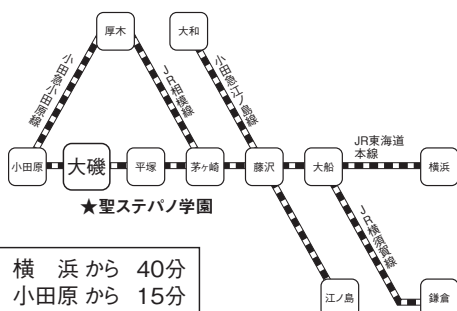 厚木
大和
小田急小田原線
JR相模線
小田急江ノ島線
JR東海道
本線
小田原
大磯
平塚
茅ヶ崎
藤沢
大船
横浜
★聖ステパノ学園
JR横須賀線
横 浜 から 40分
小田原 から 15分
江ノ島
鎌倉